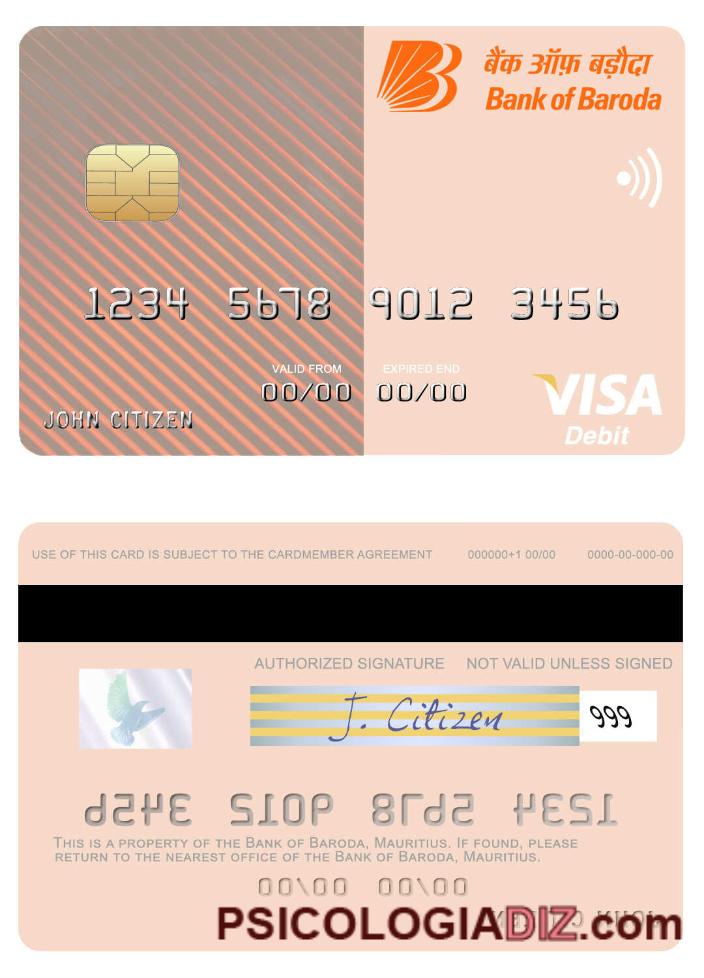 बैंक ऑफ़ बड़ौदा
Bank of Baroda
1234 5678 9012 3456
VALID FROM EXPIRED END
00/00 00/00
JOHN CITIZEN
VISA
Debit
USE OF THIS CARD IS SUBJECT TO THE CARDMEMBER AGREEMENT 000000+1 00/00 0000-00-000-00
AUTHORIZED SIGNATURE NOT VALID UNLESS SIGNED
J. Citizen 999
THIS IS A PROPERTY OF THE BANK OF BARODA, MAURITIUS. IF FOUND, PLEASE
RETURN TO THE NEAREST OFFICE OF THE BANK OF BARODA, MAURITIUS.
00\00 00\00
PSICOLOGIADIZ.com